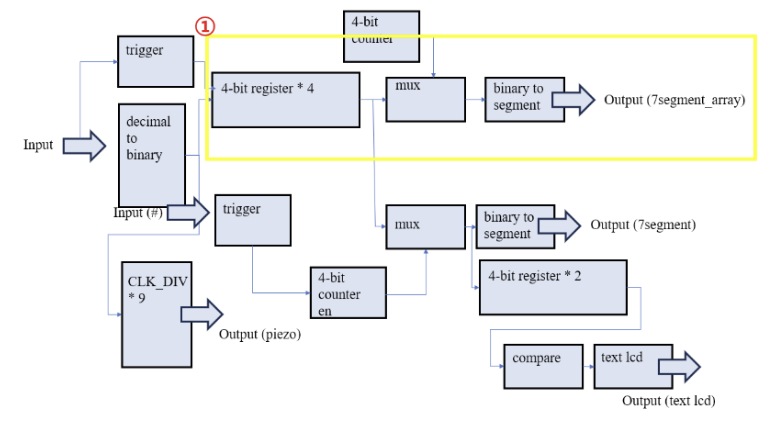 ①
4-bit
counter
trigger
4-bit register * 4
mux
binary to
segment
Output (7segment_array)
decimal
to
binary
Input
Input (#)
trigger
mux
binary to
segment
Output (7segment)
CLK_DIV
* 9
4-bit
counter
en
4-bit register * 2
Output (piezo)
compare
text lcd
Output (text lcd)